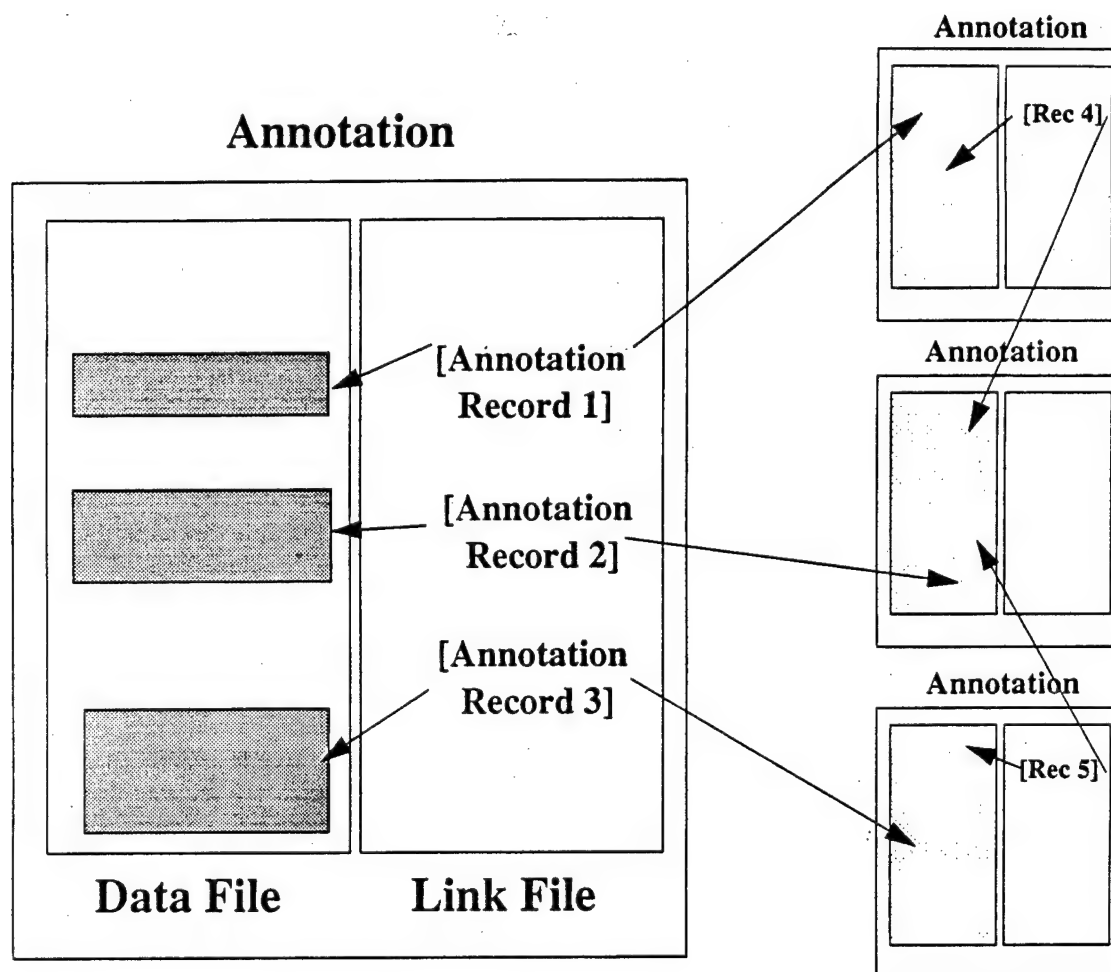 Annotation
[Annotation
Record 1]
[Annotation
Record 2]
[Annotation
Record 3]
Data File
Link File
Annotation
[Rec 4]
Annotation
Annotation
[Rec 5]